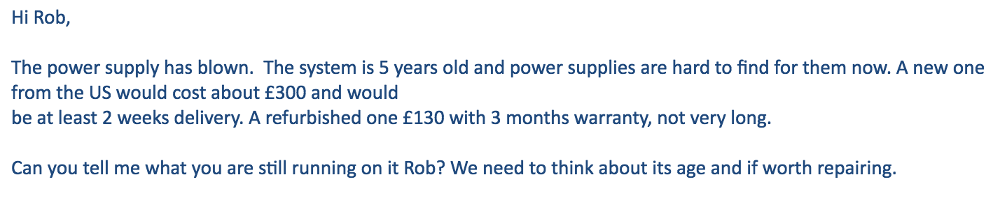 Hi Rob,
The power supply has blown.  The system is 5 years old and power supplies are hard to find for them now. A new one
from the US would cost about £300 and would
be at least 2 weeks delivery. A refurbished one £130 with 3 months warranty, not very long.
Can you tell me what you are still running on it Rob? We need to think about its age and if worth repairing.